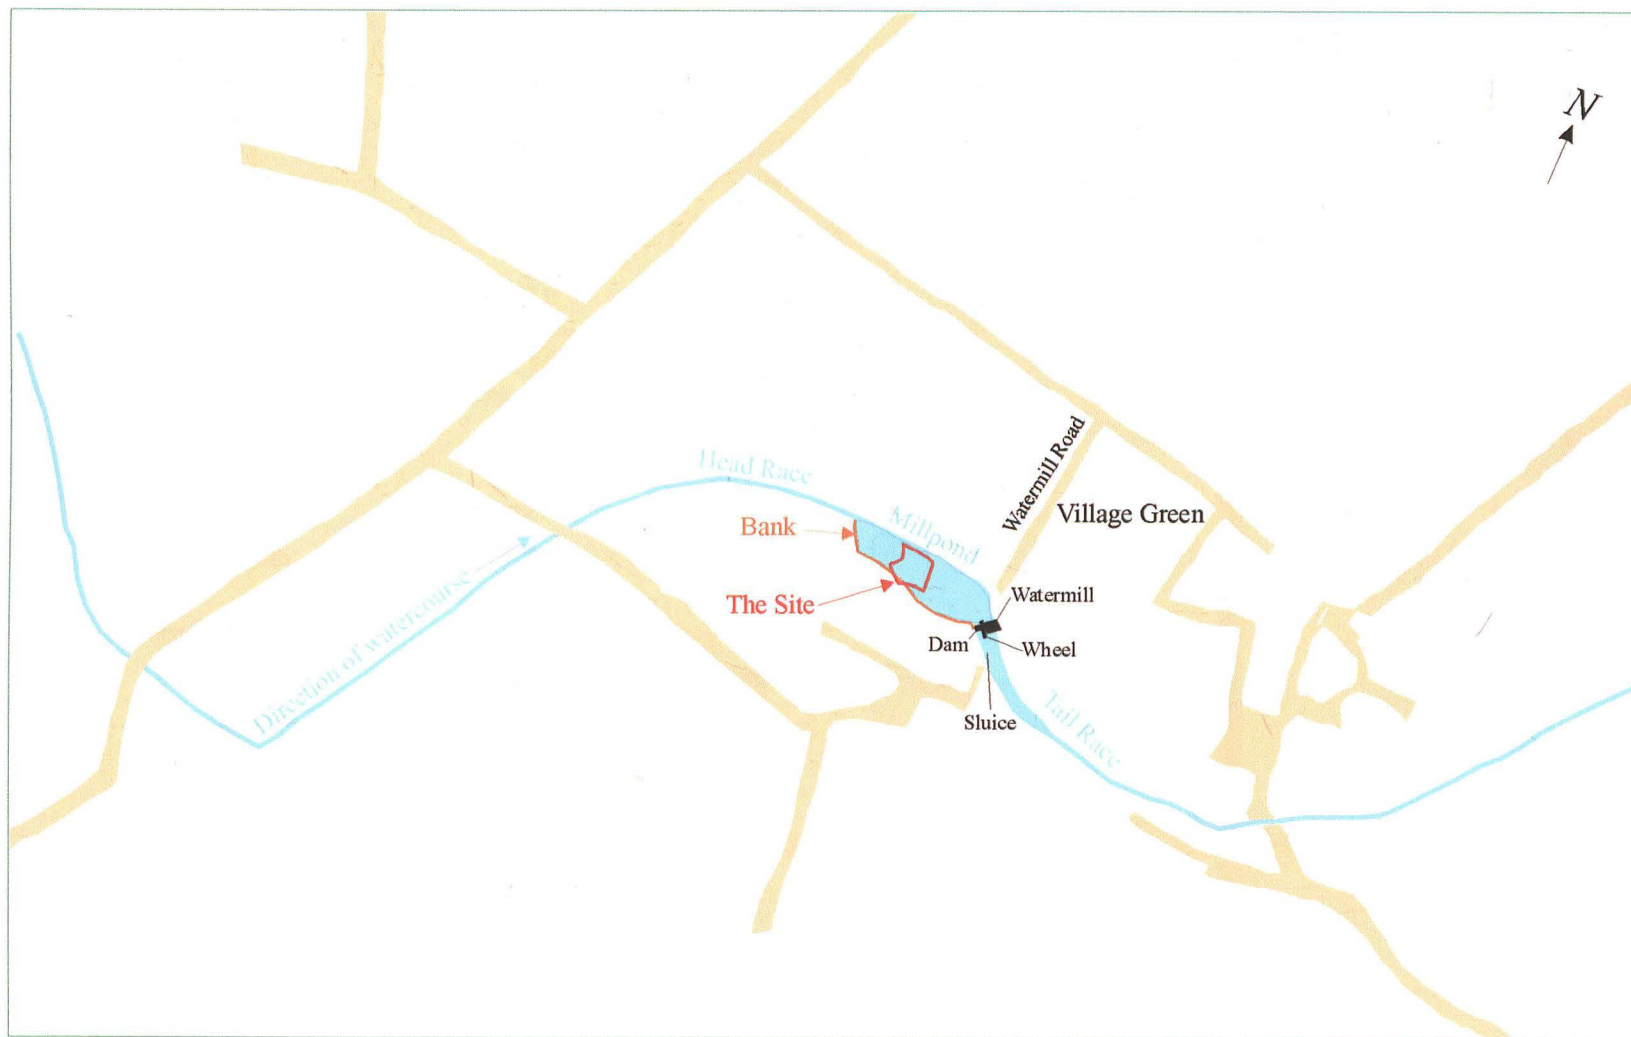 N
Watermill Road
Head Race
Village Green
Millpond
Bank
Direction of watercourse
The Site
Watermill
Dam
Wheel
Sluice
Tail Race